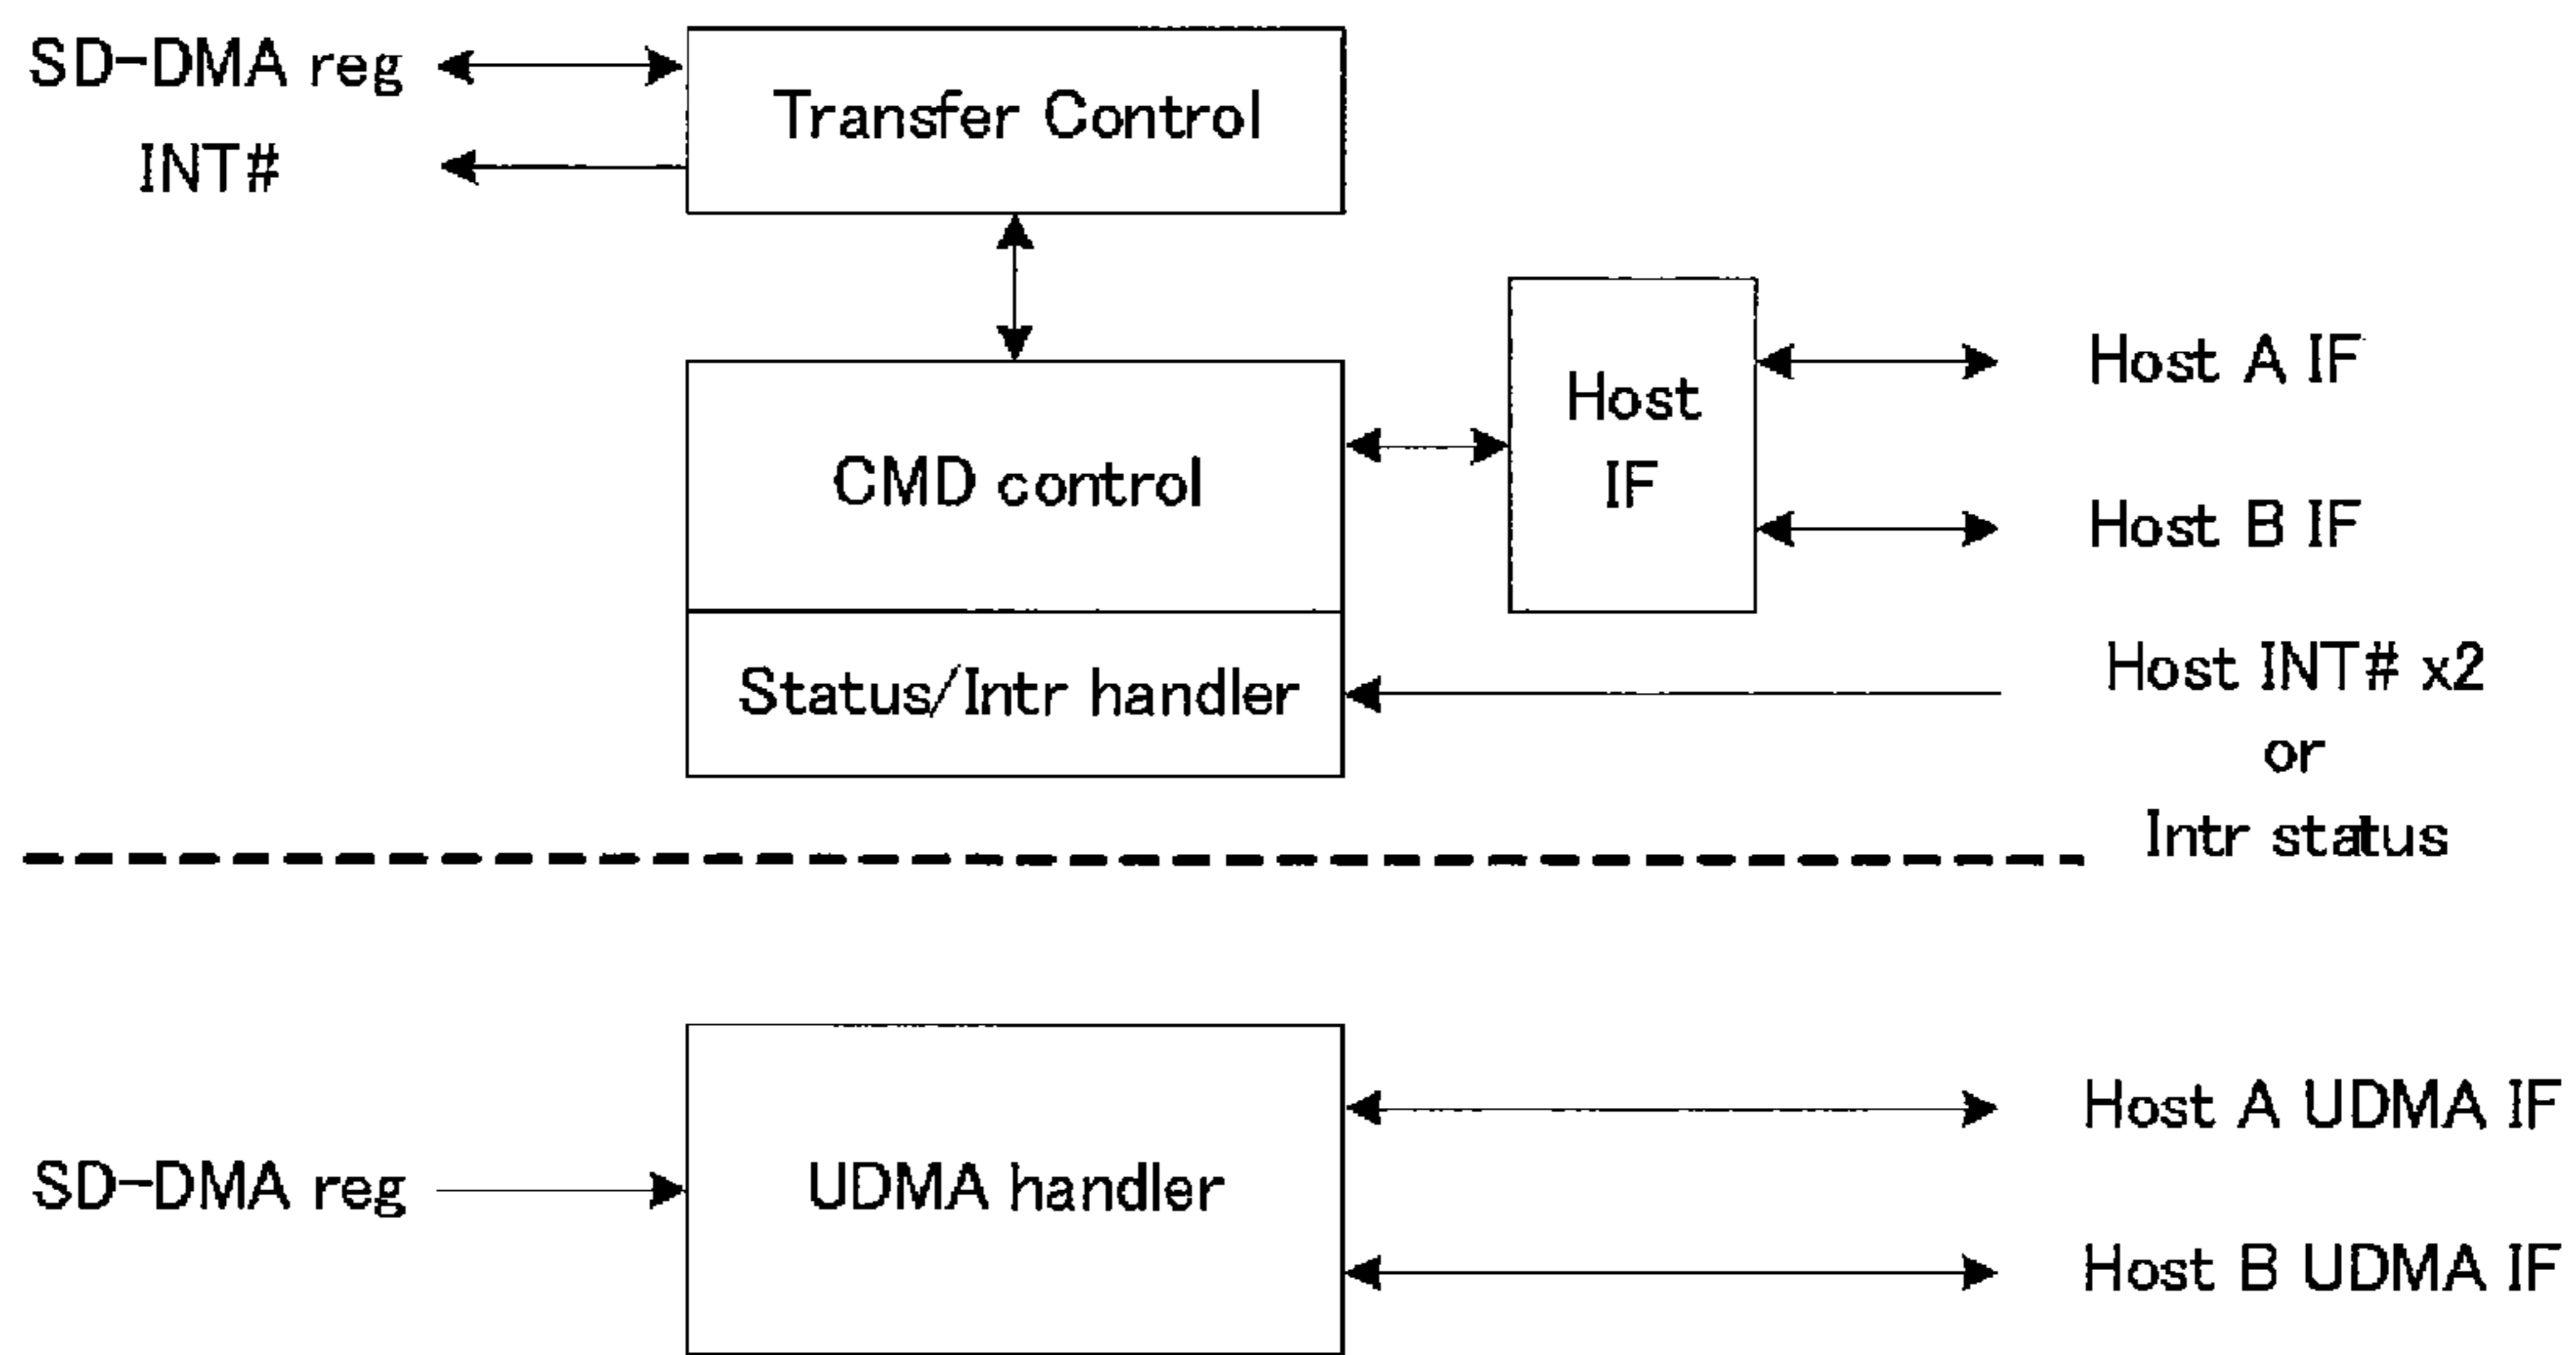 SD-DMA reg
INT#
Transfer Control
CMD control
Status/Intr handler
Host
IF
Host A IF
Host B IF
Host INT# x2
or
Intr status
SD-DMA reg
UDMA handler
Host A UDMA IF
Host B UDMA IF